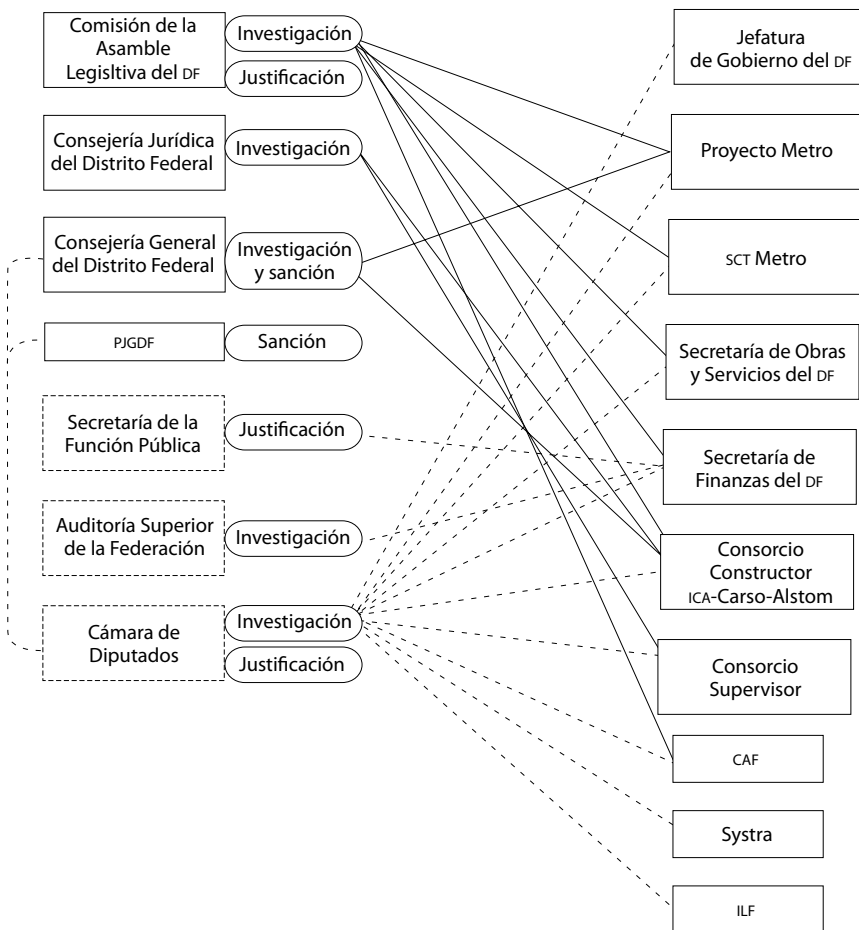 Comisión de la
Asamble
Legisltiva del DF
Investigación
Justificación
Consejería Jurídica
del Distrito Federal
Investigación
Consejería General
del Distrito Federal
Investigación
y sanción
PJGDF
Sanción
Secretaría de la
Función Pública
Justificación
Auditoría Superior
de la Federación
Investigación
Cámara de
Diputados
Investigación
Justificación
Jefatura
de Gobierno del DF
Proyecto Metro
SCT Metro
Secretaría de Obras
y Servicios del DF
Secretaría de
Finanzas del DF
Consorcio
Constructor
ICA-Carso-Alstom
Consorcio
Supervisor
CAF
Systra
ILF